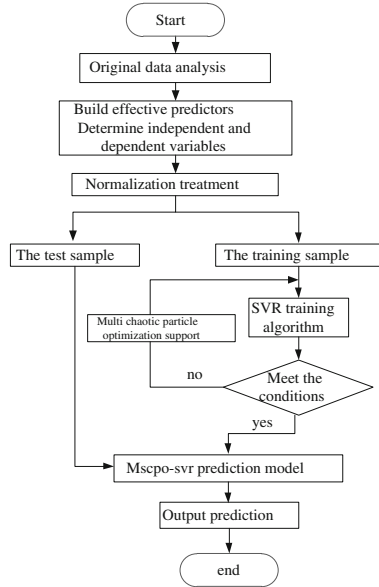 Start
Original data analysis
Build effective predictors
Determine independent and
dependent variables
Normalization treatment
The test sample
The training sample
Multi chaotic particle
optimization support
SVR training
algorithm
Meet the
conditions
no
yes
Mscpo-svr prediction model
Output prediction
end